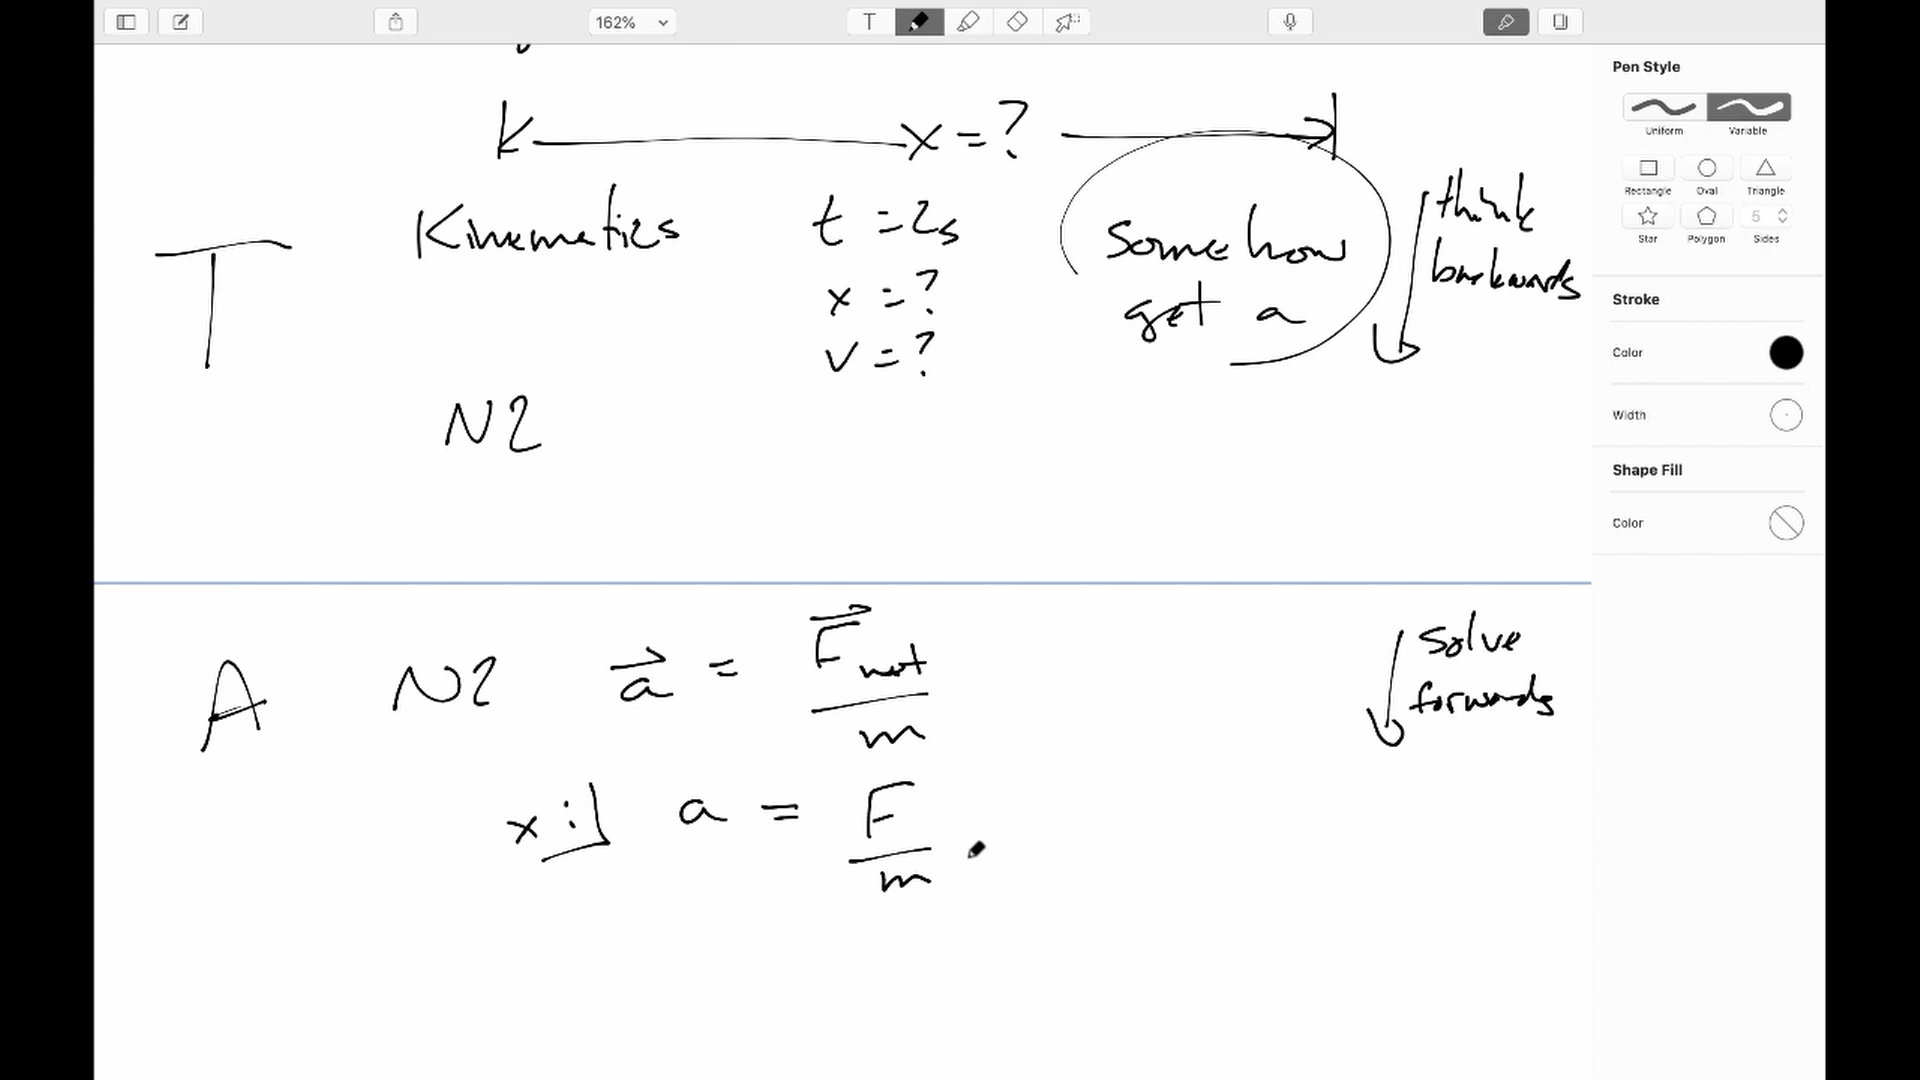 162%
T
Pen Style
x = ?
Uniform Variable
Rectangle Oval Triangle
5
Star Polygon Sides
think
backwards
T Kinematics t = 2s
x = ?
v = ?
Somehow
get a
N2
Stroke
Color
Width
Shape Fill
Color
A N2 a = Fnet
m
x: a = F
m
Solve
forwards